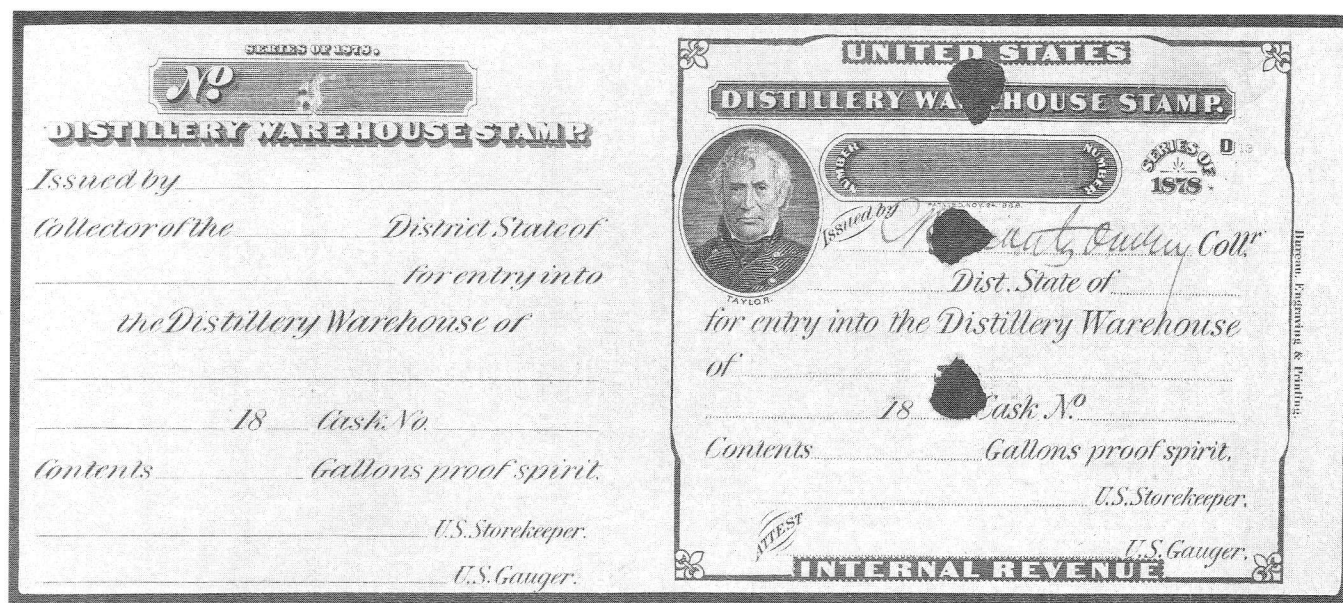 SERIES OF 1878.
No.
DISTILLERY WAREHOUSE STAMP.
Issued by
Collector of the District State of
for entry into
the Distillery Warehouse of
18 Cask No.
Contents Gallons proof spirit.
U.S. Storekeeper.
U.S. Gauger.
UNITED STATES
DISTILLERY WAREHOUSE STAMP.
NUMBER NUMBER
SERIES OF
1878
D
TAYLOR.
Issued by Collr
Dist. State of
for entry into the Distillery Warehouse
of
18 Cask No.
Contents Gallons proof spirit.
U.S. Storekeeper.
ATTEST
U.S. Gauger.
INTERNAL REVENUE
Bureau, Engraving & Printing.